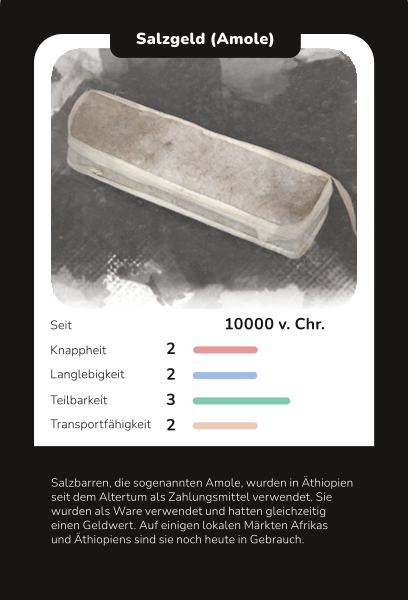 Salzgeld (Amole)
Seit 10000 v. Chr.
Knappheit 2
Langlebigkeit 2
Teilbarkeit 3
Transportfähigkeit 2
Salzbarren, die sogenannten Amole, wurden in Äthiopien
seit dem Altertum als Zahlungsmittel verwendet. Sie
wurden als Ware verwendet und hatten gleichzeitig
einen Geldwert. Auf einigen lokalen Märkten Afrikas
und Äthiopiens sind sie noch heute in Gebrauch.